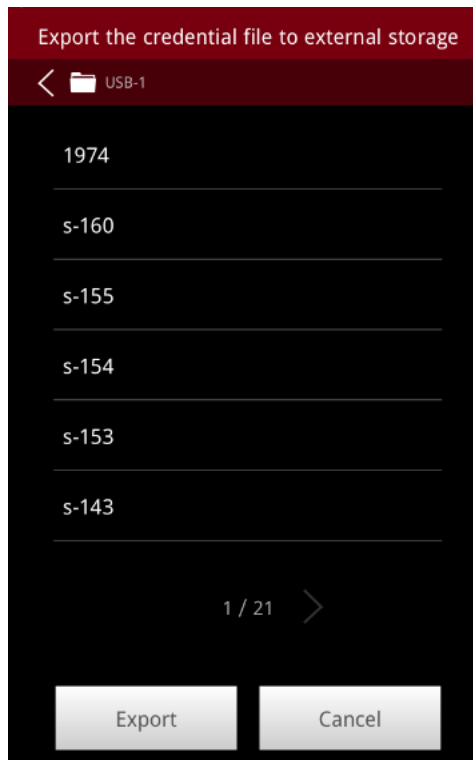 Export the credential file to external storage
USB-1
1974
s-160
s-155
s-154
s-153
s-143
1 / 21
Export Cancel